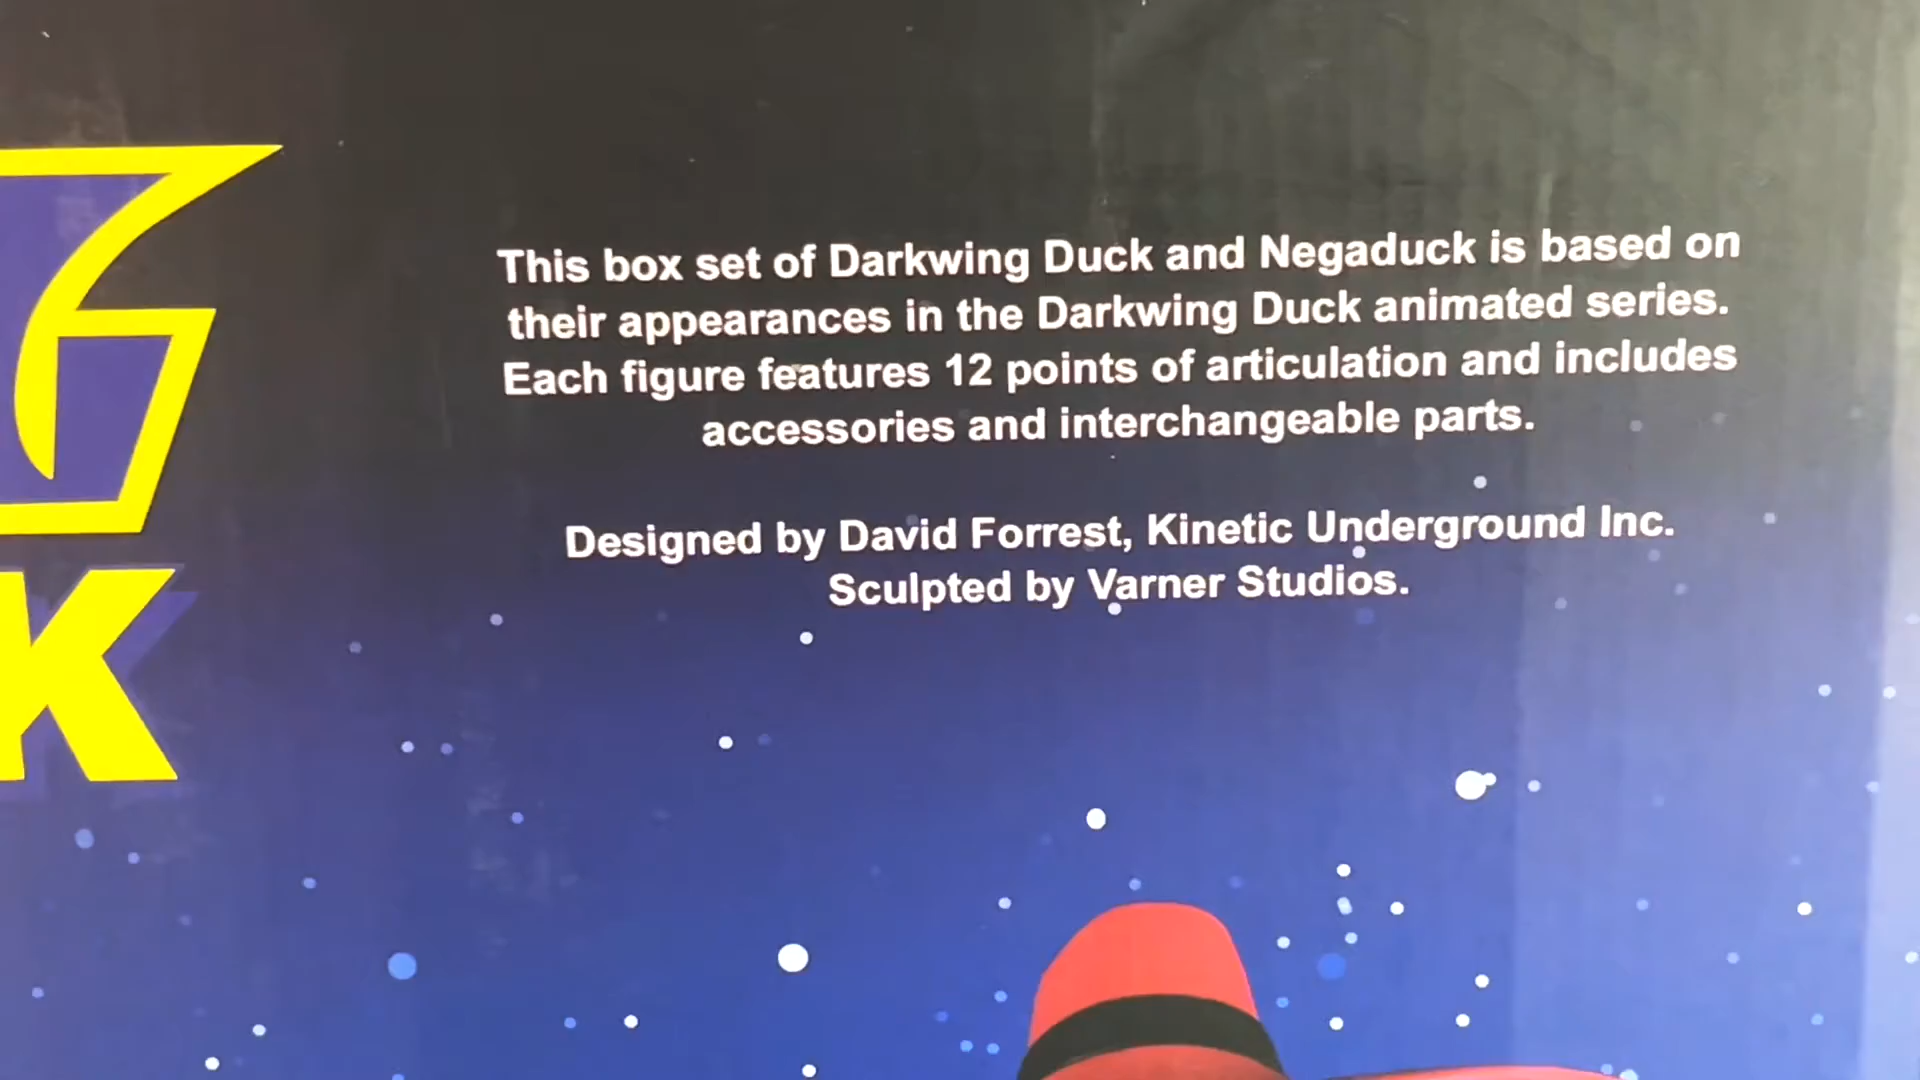 This box set of Darkwing Duck and Negaduck is based on
their appearances in the Darkwing Duck animated series.
Each figure features 12 points of articulation and includes
accessories and interchangeable parts.
Designed by David Forrest, Kinetic Underground Inc.
Sculpted by Varner Studios.
G
K